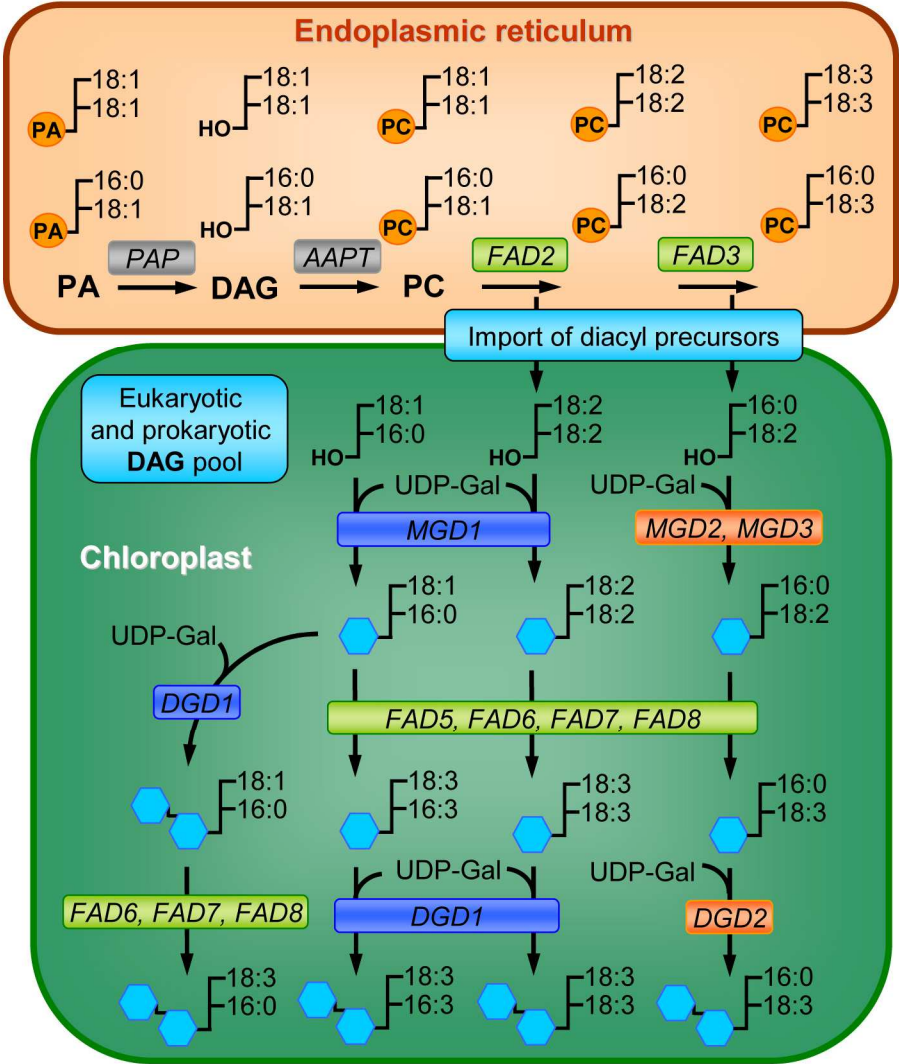 Endoplasmic reticulum
18:1 18:1 18:1 18:2 18:3
18:1 18:1 18:1 18:2 18:3
PA HO PC PC PC
16:0 16:0 16:0 16:0 16:0
18:1 18:1 18:1 18:2 18:3
PA HO PC PC PC
PAP AAPT FAD2 FAD3
PA DAG PC
Import of diacyl precursors
Eukaryotic
and prokaryotic
DAG pool
18:1 18:2 16:0
16:0 18:2 18:2
HO HO HO
UDP-Gal UDP-Gal
MGD1 MGD2, MGD3
Chloroplast
18:1 18:2 16:0
16:0 18:2 18:2
UDP-Gal
DGD1
FAD5, FAD6, FAD7, FAD8
18:1 18:3 18:3 16:0
16:0 16:3 18:3 18:3
UDP-Gal UDP-Gal
FAD6, FAD7, FAD8 DGD1 DGD2
18:3 18:3 18:3 16:0
16:0 16:3 18:3 18:3